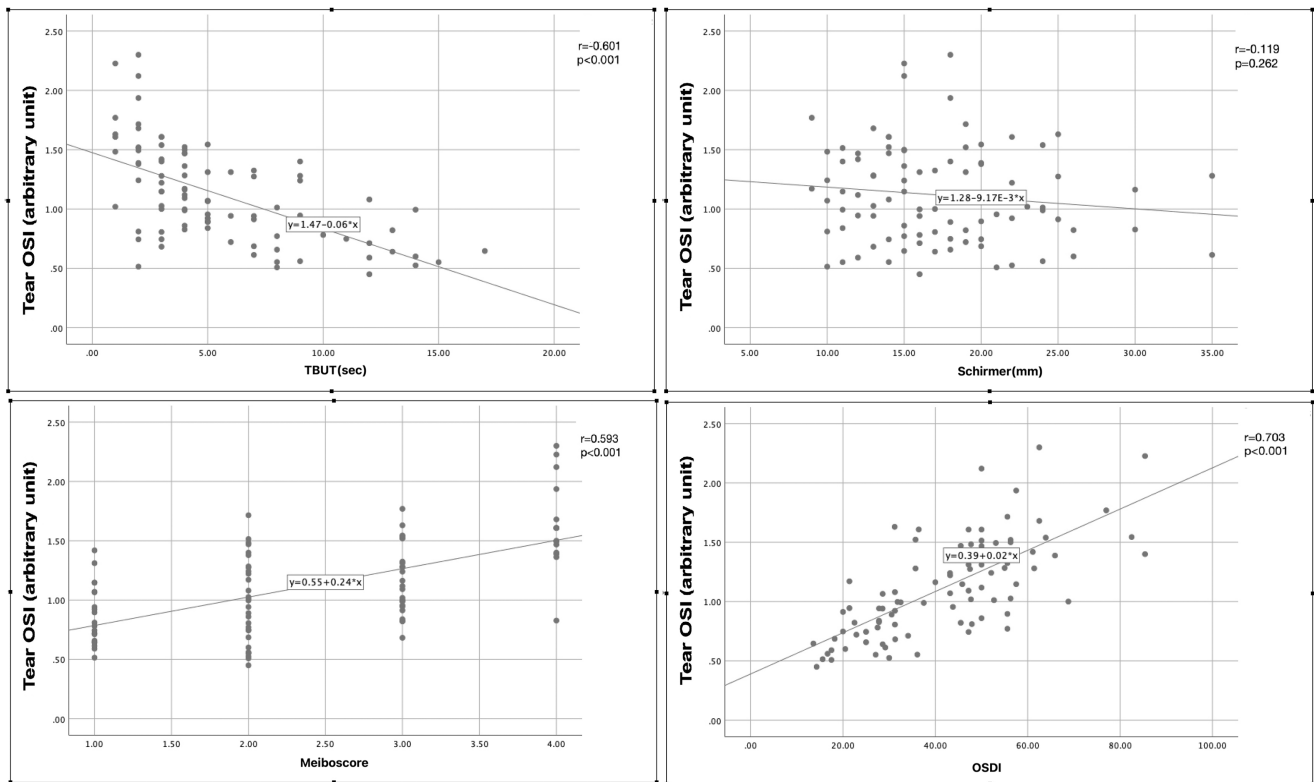 Tear OSI (arbitrary unit)
2.50
2.00
1.50
1.00
.50
.00
r=-0.601
p<0.001
y=1.47-0.06*x
.00 5.00 10.00 15.00 20.00
TBUT(sec)
Tear OSI (arbitrary unit)
2.50
2.00
1.50
1.00
.50
.00
r=-0.119
p=0.262
y=1.28-9.17E-3*x
5.00 10.00 15.00 20.00 25.00 30.00 35.00
Schirmer(mm)
Tear OSI (arbitrary unit)
2.50
2.00
1.50
1.00
.50
.00
r=0.593
p<0.001
y=0.55+0.24*x
1.00 1.50 2.00 2.50 3.00 3.50 4.00
Meiboscore
Tear OSI (arbitrary unit)
2.50
2.00
1.50
1.00
.50
.00
r=0.703
p<0.001
y=0.39+0.02*x
.00 20.00 40.00 60.00 80.00 100.00
OSDI